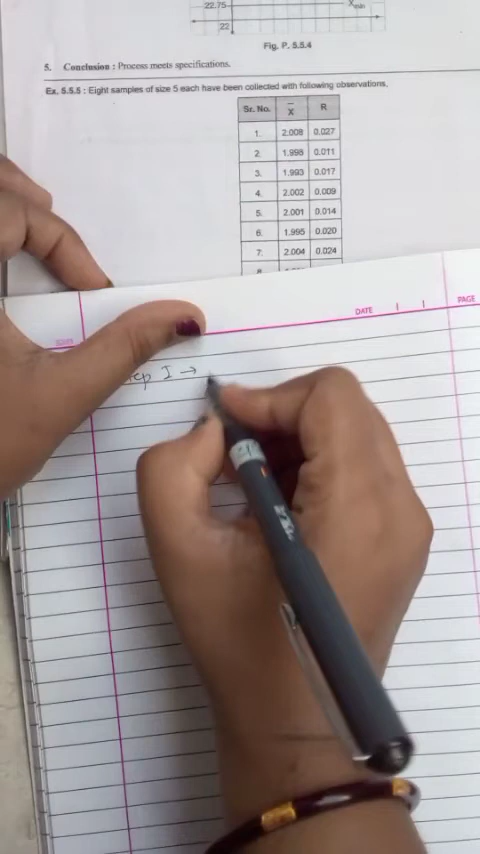 22.75
Xmin
22
Fig. P. 5.5.4
5. Conclusion : Process meets specifications.
Ex. 5.5.5 : Eight samples of size 5 each have been collected with following observations.
Sr. No. X̄ R
1. 2.008 0.027
2. 1.998 0.011
3. 1.993 0.017
4. 2.002 0.009
5. 2.001 0.014
6. 1.995 0.020
7. 2.004 0.024
DATE PAGE
I →